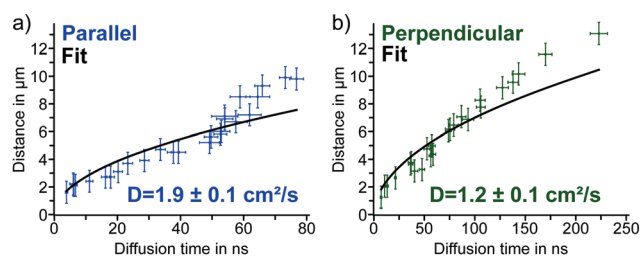 a)
Parallel
Fit
Distance in µm
12
10
8
6
4
2
0
D=1.9 ± 0.1 cm²/s
0 20 40 60 80
Diffusion time in ns
b)
Perpendicular
Fit
Distance in µm
12
10
8
6
4
2
0
D=1.2 ± 0.1 cm²/s
0 50 100 150 200 250
Diffusion time in ns